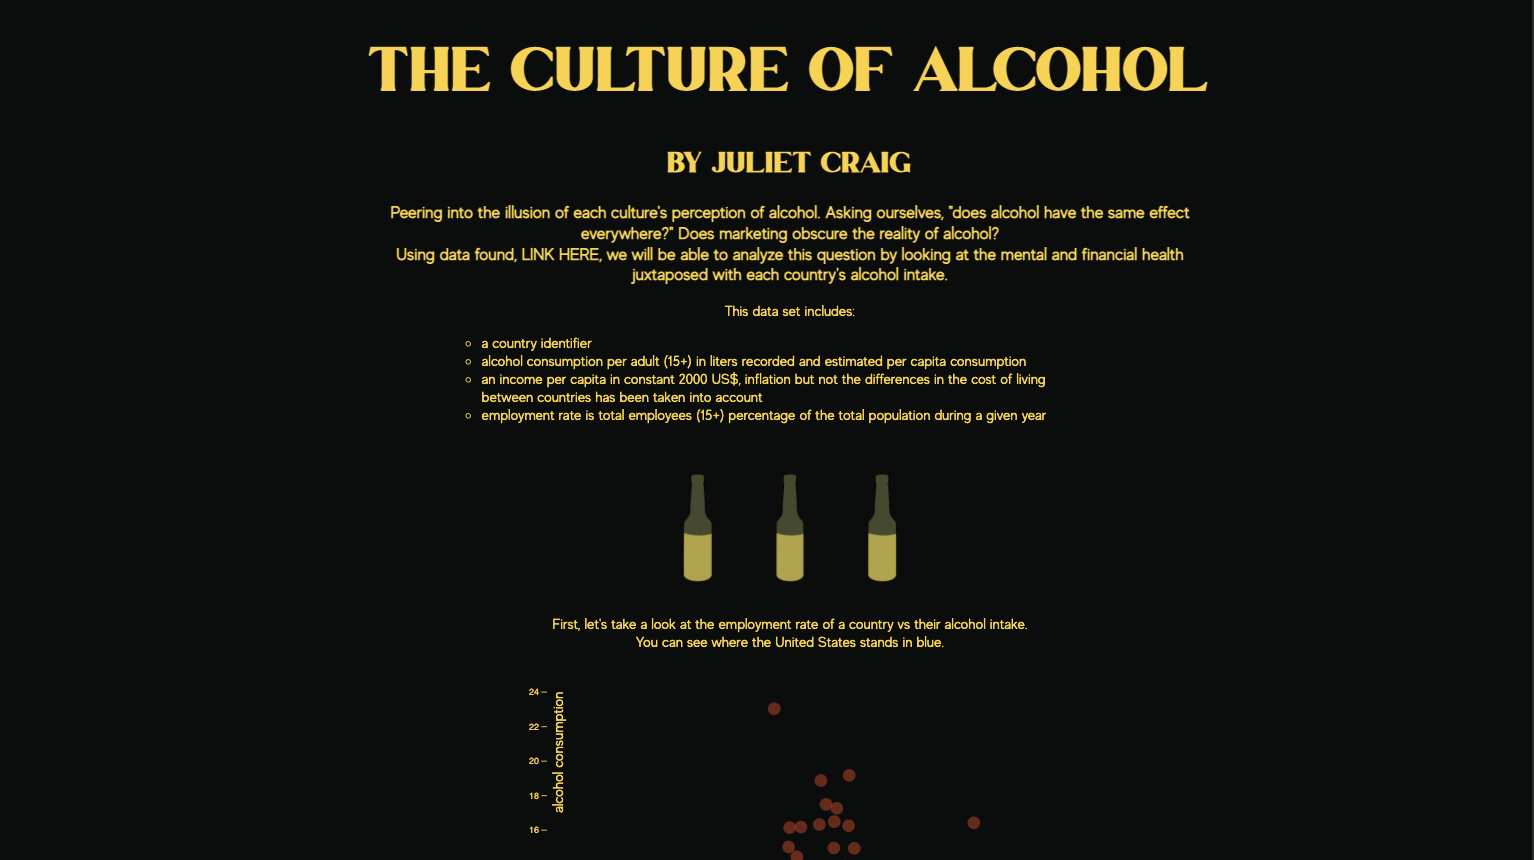 THE CULTURE OF ALCOHOL
BY JULIET CRAIG
Peering into the illusion of each culture's perception of alcohol. Asking ourselves, "does alcohol have the same effect
everywhere?" Does marketing obscure the reality of alcohol?
Using data found, LINK HERE, we will be able to analyze this question by looking at the mental and financial health
juxtaposed with each country's alcohol intake.
This data set includes:
a country identifier
alcohol consumption per adult (15+) in liters recorded and estimated per capita consumption
an income per capita in constant 2000 US$, inflation but not the differences in the cost of living
between countries has been taken into account
employment rate is total employees (15+) percentage of the total population during a given year
First, let's take a look at the employment rate of a country vs their alcohol intake.
You can see where the United States stands in blue.
24
22
20
18
16
alcohol consumption